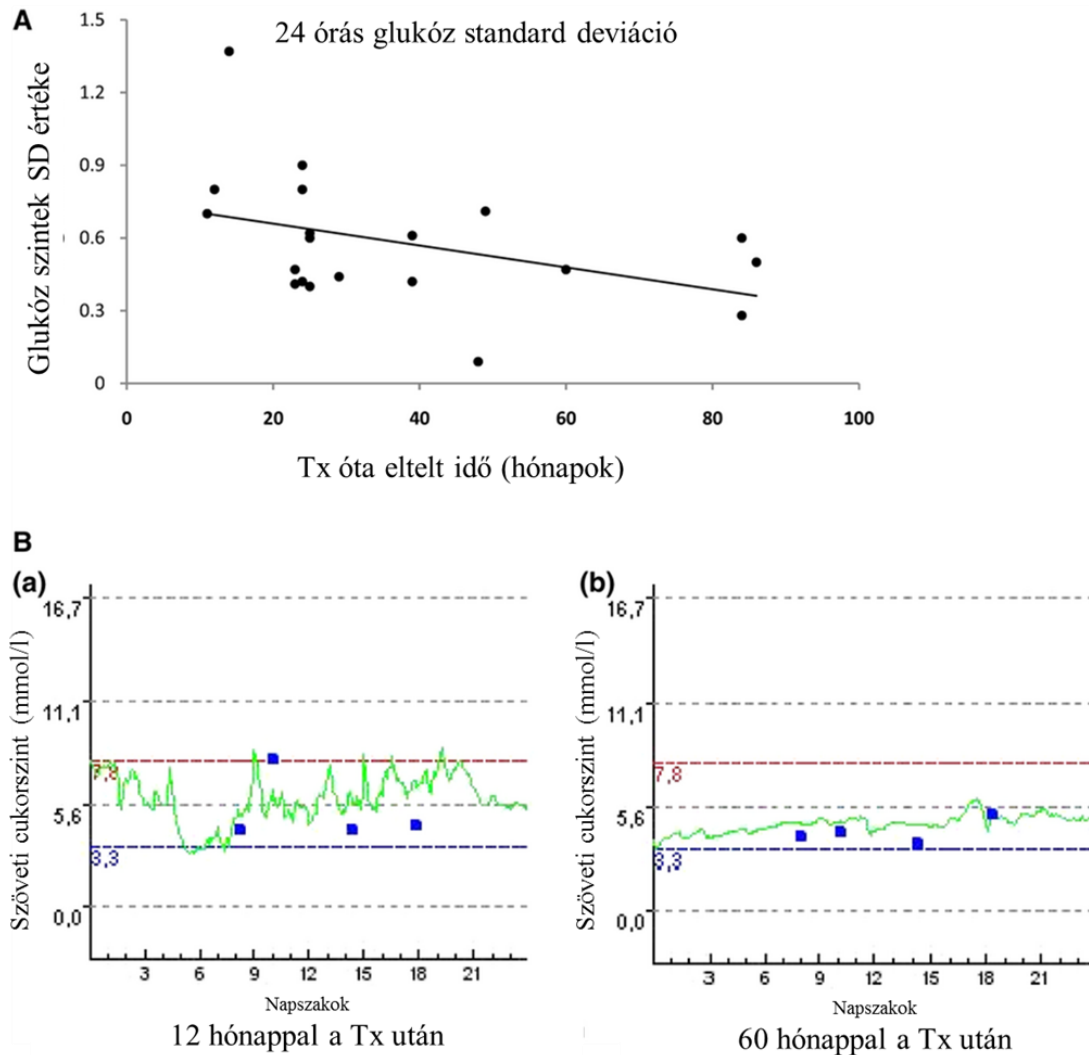 A
24 órás glukóz standard deviáció
Glukóz szintek SD értéke
1.5
1.2
0.9
0.6
0.3
0
0 20 40 60 80 100
Tx óta eltelt idő (hónapok)
B
(a)
Szöveti cukorszint (mmol/l)
16,7
11,1
7,8
5,6
3,3
0,0
3 6 9 12 15 18 21
Napszakok
12 hónappal a Tx után
(b)
Szöveti cukorszint (mmol/l)
16,7
11,1
7,8
5,6
3,3
0,0
3 6 9 12 15 18 21
Napszakok
60 hónappal a Tx után